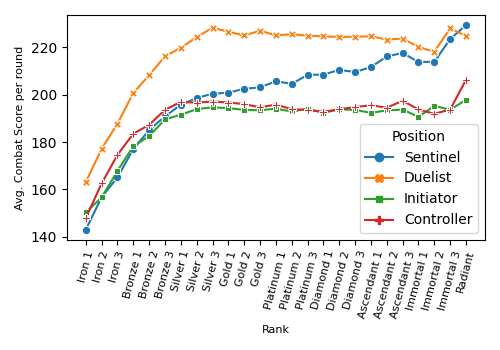 Avg. Combat Score per round
220
200
180
160
140
Position
Sentinel
Duelist
Initiator
Controller
Iron 1
Iron 2
Iron 3
Bronze 1
Bronze 2
Bronze 3
Silver 1
Silver 2
Silver 3
Gold 1
Gold 2
Gold 3
Platinum 1
Platinum 2
Platinum 3
Diamond 1
Diamond 2
Diamond 3
Ascendant 1
Ascendant 2
Ascendant 3
Immortal 1
Immortal 2
Immortal 3
Radiant
Rank